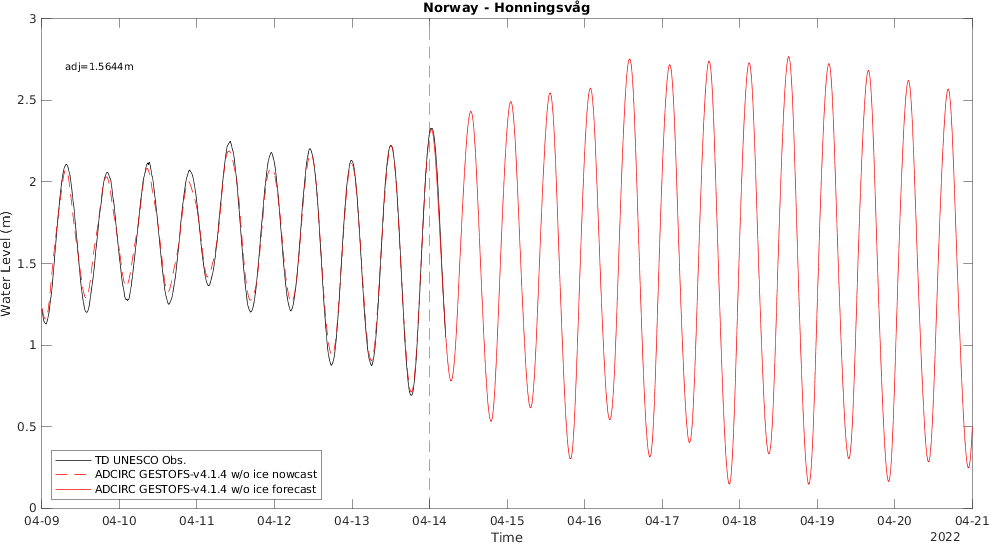 Norway - Honningsvåg
adj=1.5644m
3
2.5
2
1.5
1
0.5
0
Water Level (m)
TD UNESCO Obs.
ADCIRC GESTOFS-v4.1.4 w/o ice nowcast
ADCIRC GESTOFS-v4.1.4 w/o ice forecast
04-09 04-10 04-11 04-12 04-13 04-14 04-15 04-16 04-17 04-18 04-19 04-20 04-21
Time
2022